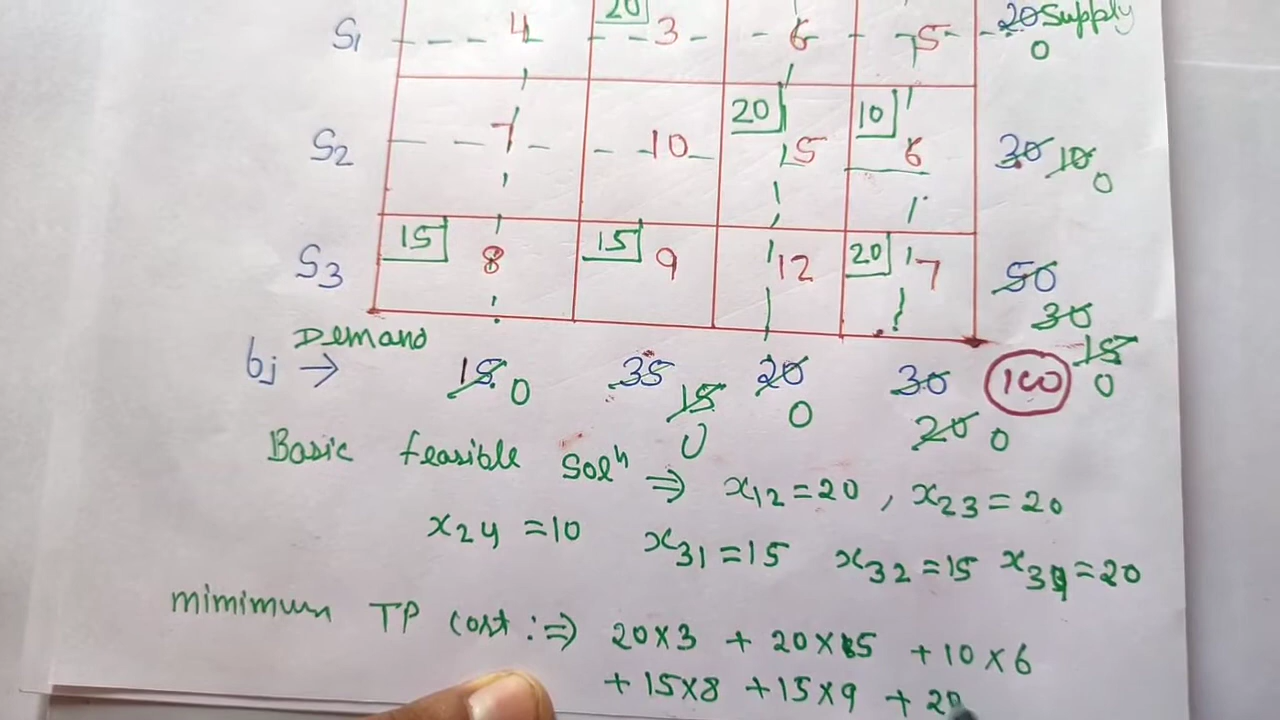 20
S1 4 3 6 5 20 Supply
0
20 10
S2 7 10 5 6 30 10 0
15 15 20
S3 8 9 12 7 50
30
Demand 15
bj → 15 0 35 20 30 100 0
15 0 20 0
0
Basic feasible Solⁿ ⇒ x12 = 20 , x23 = 20
x24 = 10 x31 = 15 x32 = 15 x34 = 20
mimimum TP cost :⇒ 20×3 + 20×5 + 10×6
+ 15×8 + 15×9 + 20